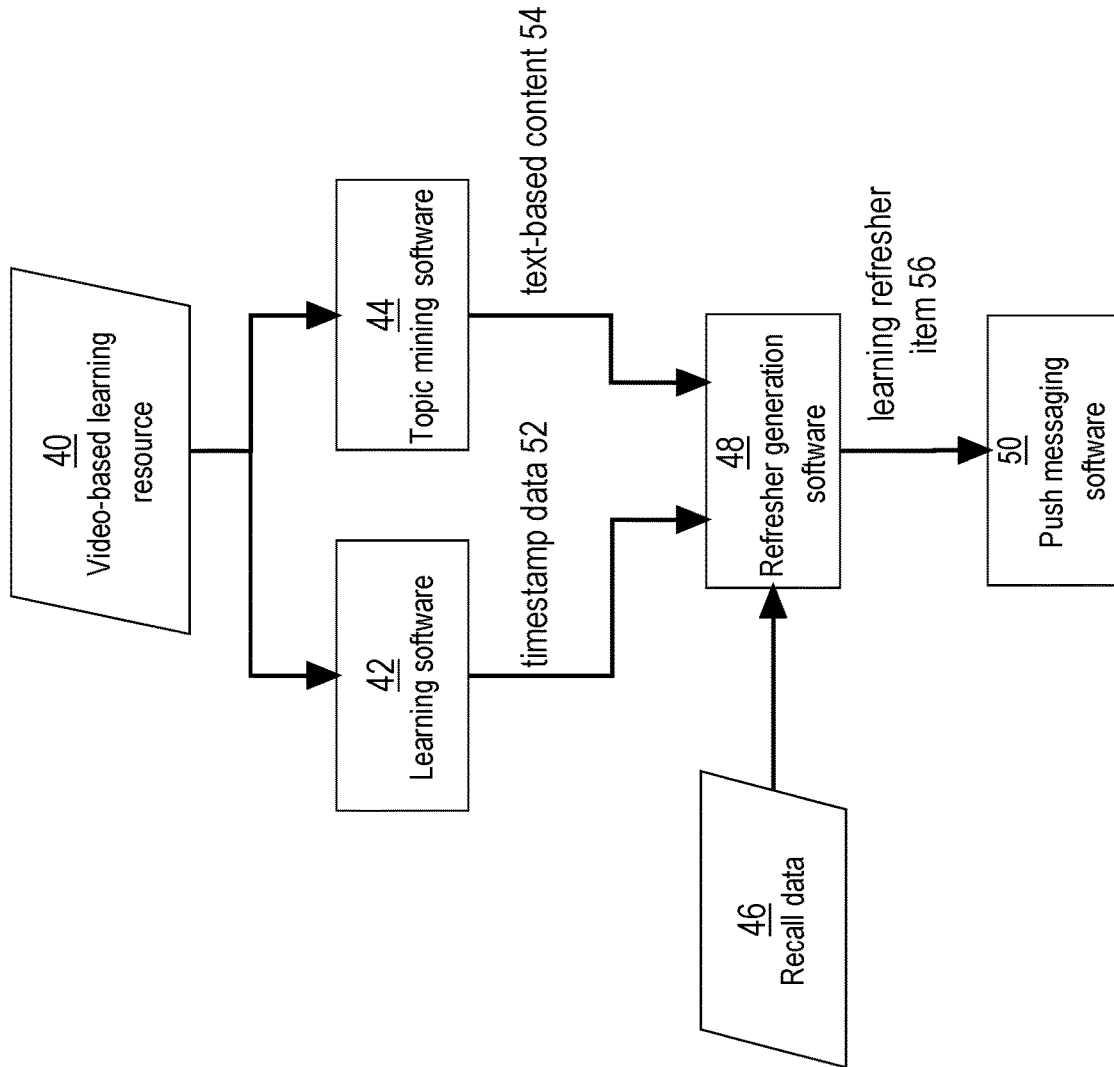 40
Video-based learning
resource
42
Learning software
44
Topic mining software
timestamp data 52
text-based content 54
46
Recall data
48
Refresher generation
software
learning refresher
item 56
50
Push messaging
software